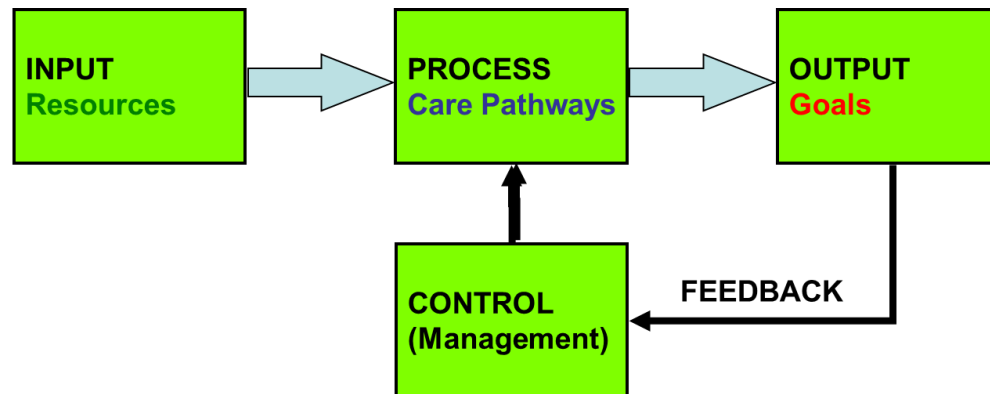 INPUT
Resources
PROCESS
Care Pathways
OUTPUT
Goals
FEEDBACK
CONTROL
(Management)